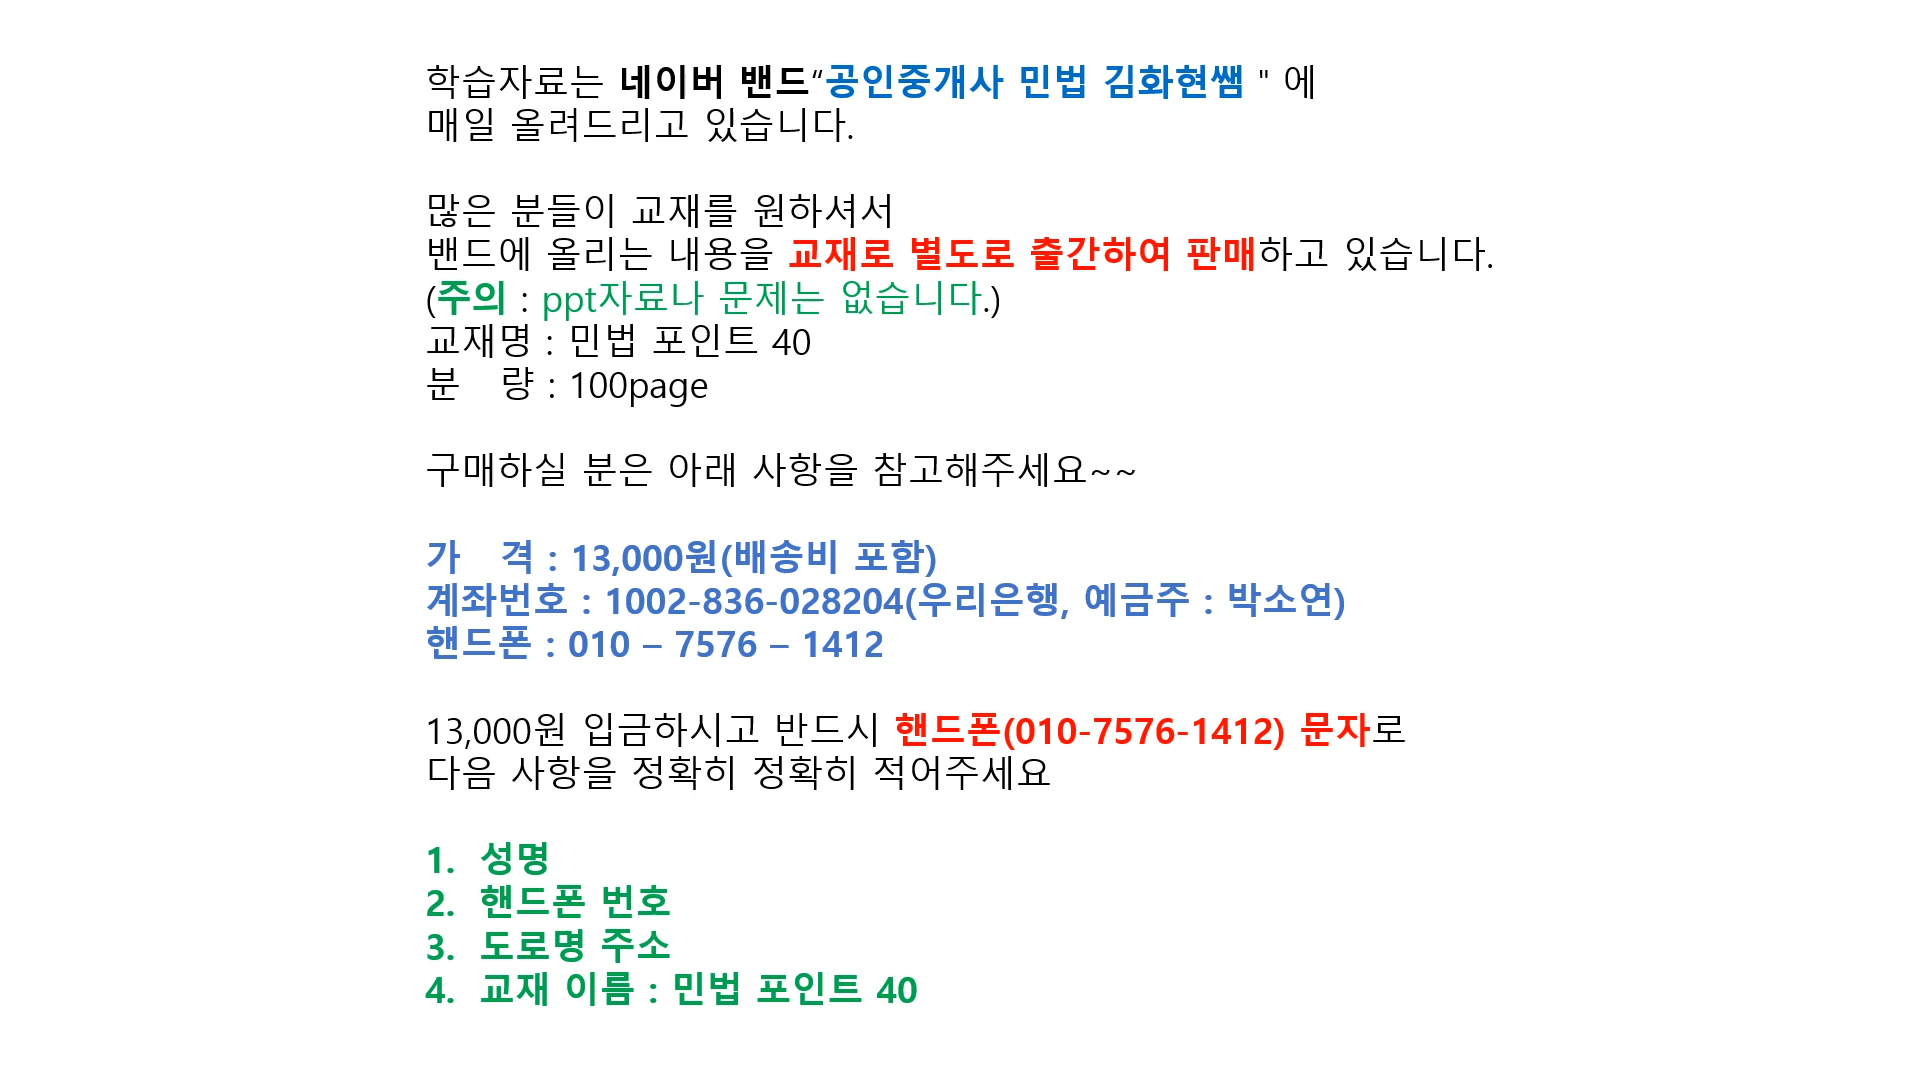 학습자료는 네이버 밴드“공인중개사 민법 김화현쌤 " 에
매일 올려드리고 있습니다.
많은 분들이 교재를 원하셔서
밴드에 올리는 내용을 교재로 별도로 출간하여 판매하고 있습니다.
(주의 : ppt자료나 문제는 없습니다.)
교재명 : 민법 포인트 40
분 량 : 100page
구매하실 분은 아래 사항을 참고해주세요~~
가 격 : 13,000원(배송비 포함)
계좌번호 : 1002-836-028204(우리은행, 예금주 : 박소연)
핸드폰 : 010 – 7576 – 1412
13,000원 입금하시고 반드시 핸드폰(010-7576-1412) 문자로
다음 사항을 정확히 정확히 적어주세요
1. 성명
2. 핸드폰 번호
3. 도로명 주소
4. 교재 이름 : 민법 포인트 40